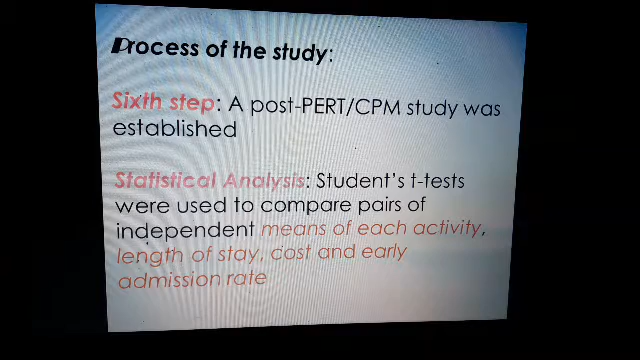 Process of the study:
Sixth step: A post-PERT/CPM study was
established
Statistical Analysis: Student's t-tests
were used to compare pairs of
independent means of each activity,
length of stay, cost and early
admission rate